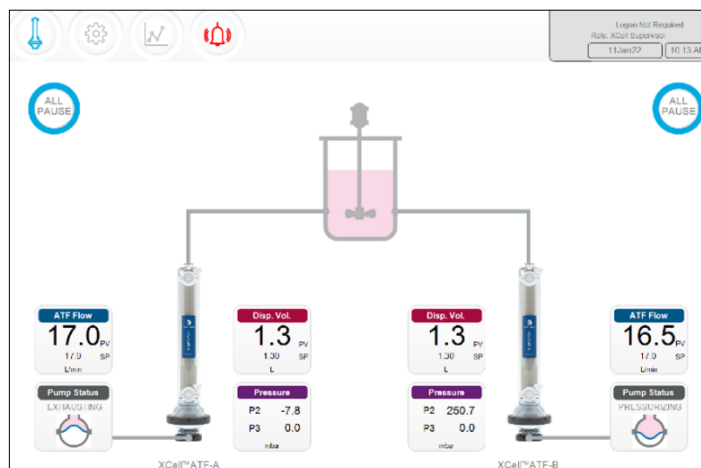 Logon Not Required
Role. XCell Supervisor
11Jan22
10:13 AM
ALL
PAUSE
ALL
PAUSE
ATF Flow
17.0 PV
17.0 SP
L/min
Disp. Vol.
1.3 PV
1.30 SP
L
Disp. Vol.
1.3 PV
1.30 SP
L
ATF Flow
16.5 PV
17.0 SP
L/min
Pump Status
EXHAUSTING
Pressure
P2 -7.8
P3 0.0
mbar
Pressure
P2 250.7
P3 0.0
mbar
Pump Status
PRESSURIZING
XCell™ATF-A
XCell™ATF-B